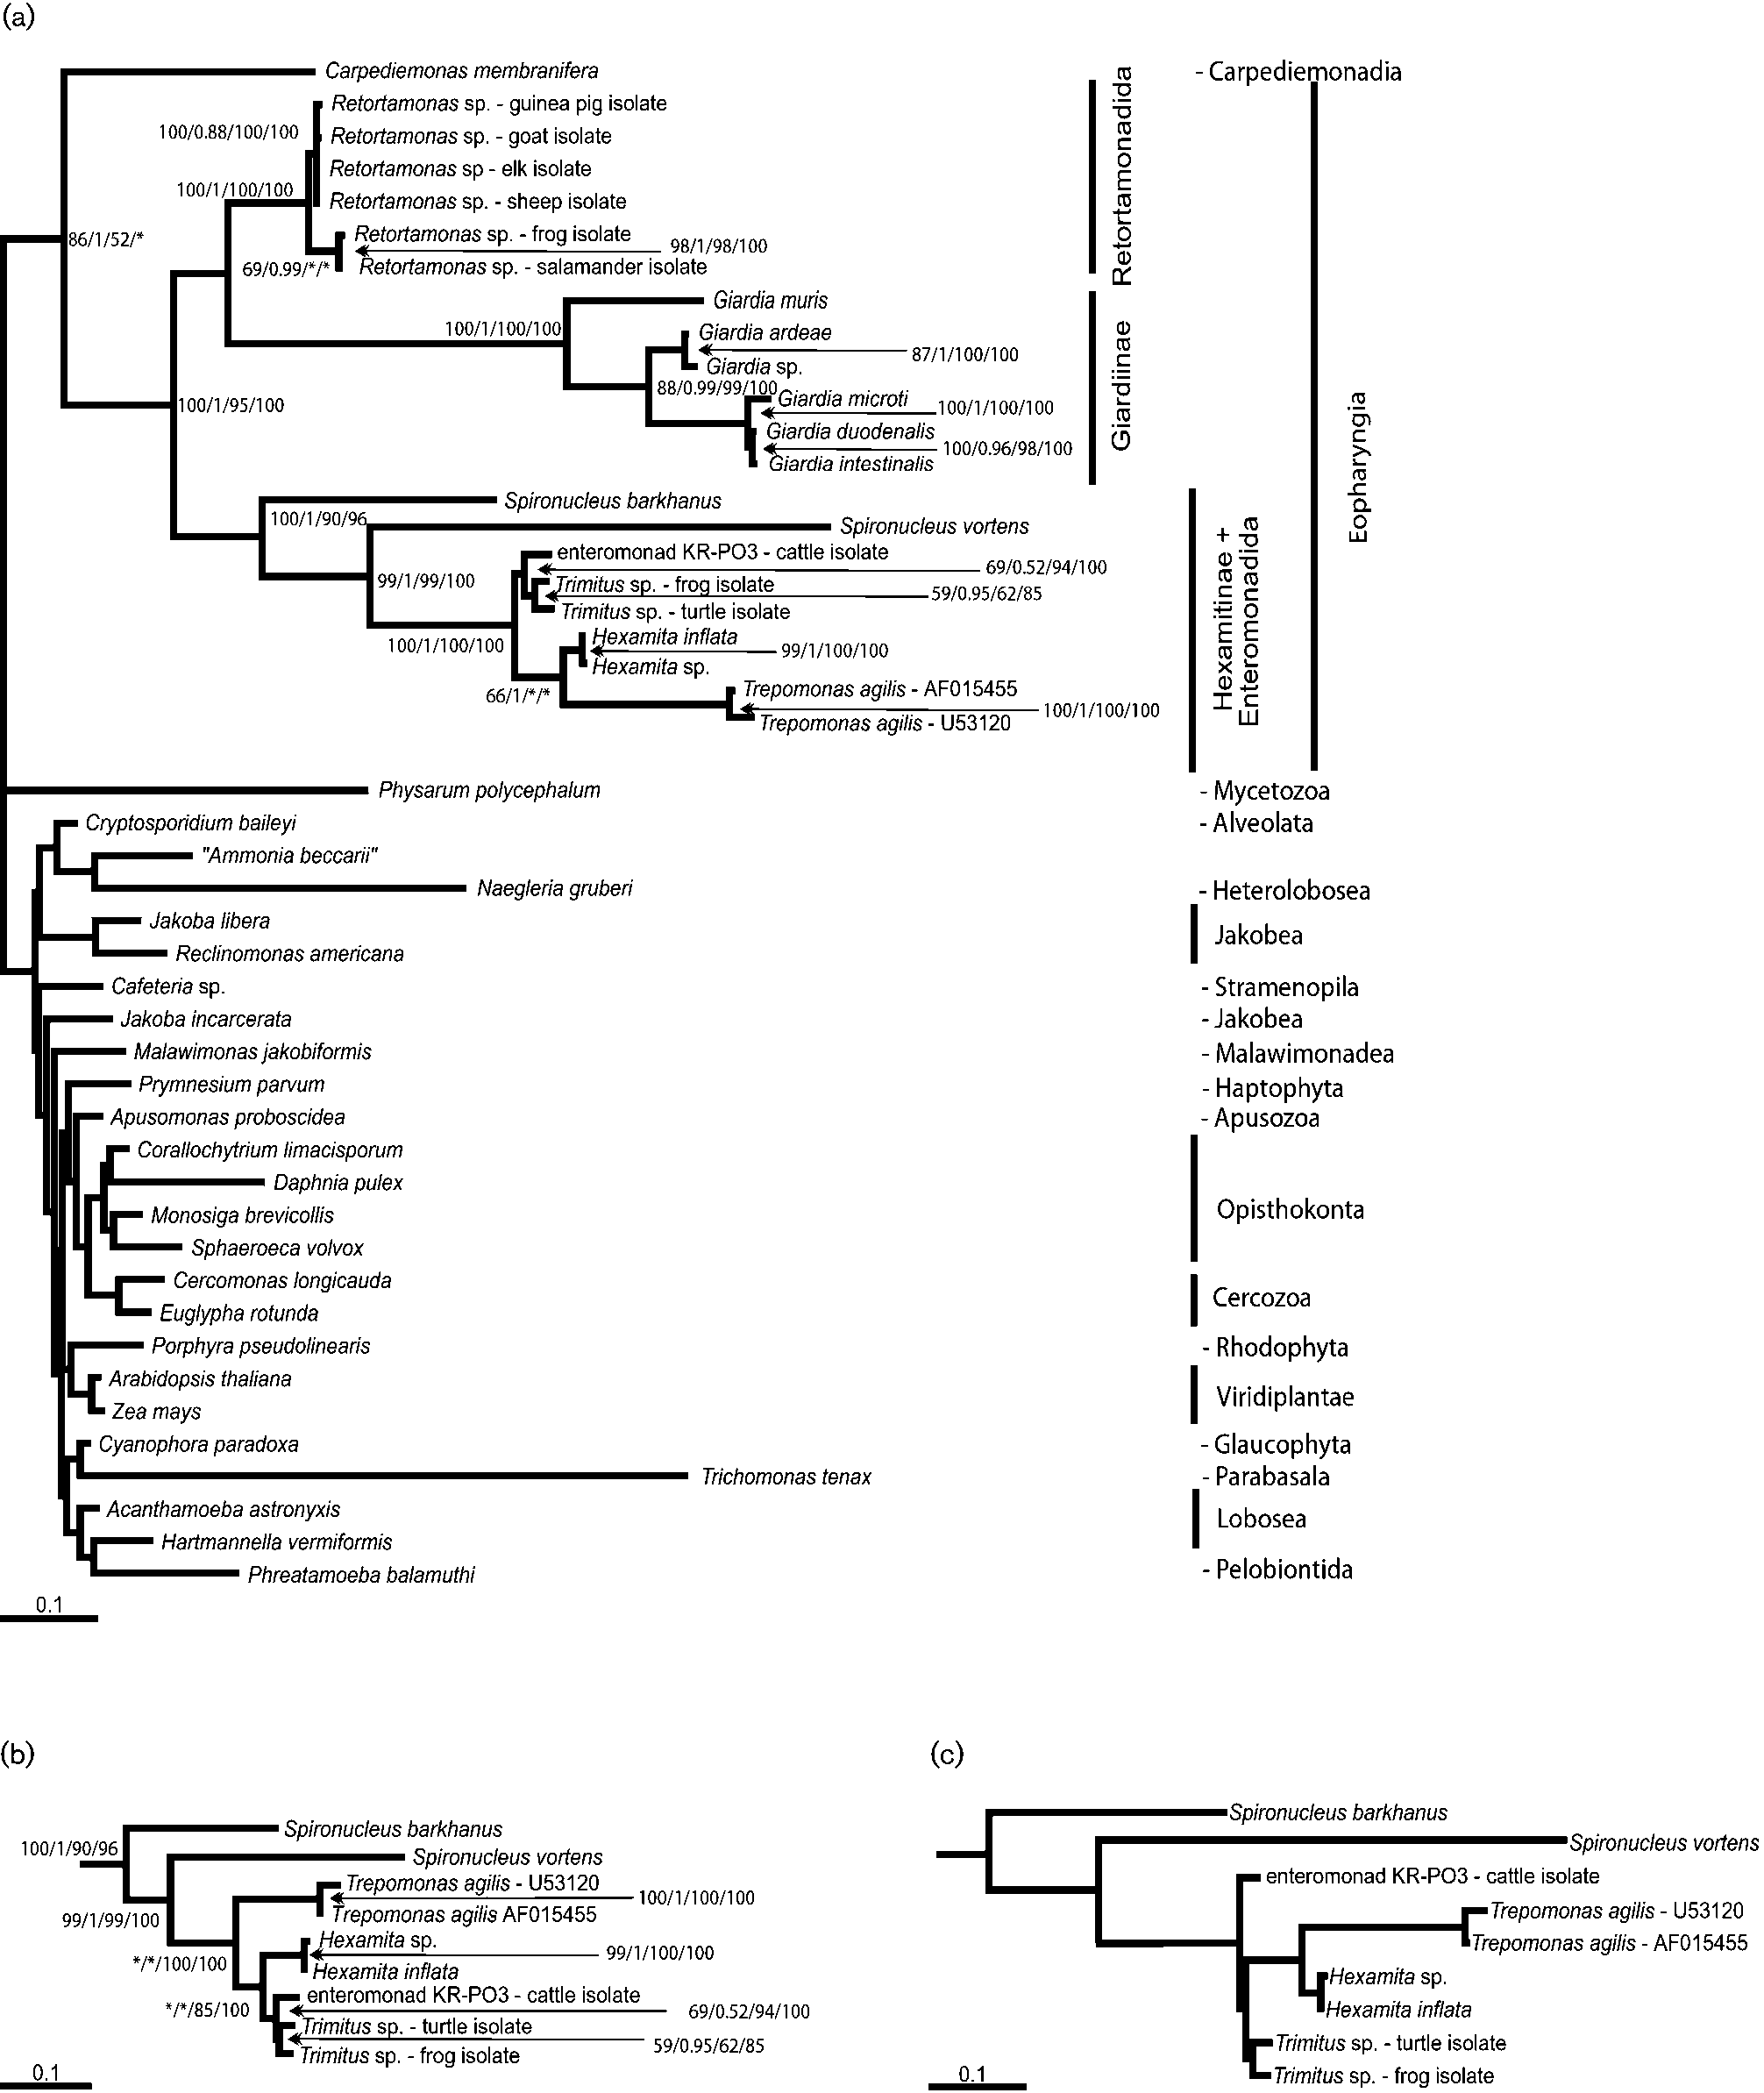 (a)
Carpediemonas membranifera
- Carpediemonadia
Retortamonas sp. - guinea pig isolate
100/0.88/100/100
Retortamonas sp. - goat isolate
Retortamonas sp - elk isolate
100/1/100/100
Retortamonas sp. - sheep isolate
Retortamonas sp. - frog isolate
86/1/52/*
98/1/98/100
69/0.99/*/*
Retortamonas sp. - salamander isolate
Retortamonadida
Giardia muris
100/1/100/100
Giardia ardeae
87/1/100/100
Giardia sp.
88/0.99/99/100
Giardia microti
100/1/95/100
100/1/100/100
Giardia duodenalis
100/0.96/98/100
Giardia intestinalis
Giardiinae
Eopharyngia
Spironucleus barkhanus
100/1/90/96
Spironucleus vortens
enteromonad KR-PO3 - cattle isolate
69/0.52/94/100
99/1/99/100
Trimitus sp. - frog isolate
59/0.95/62/85
Trimitus sp. - turtle isolate
Hexamita inflata
100/1/100/100
99/1/100/100
Hexamita sp.
66/1/*/*
Trepomonas agilis - AF015455
100/1/100/100
Trepomonas agilis - U53120
Hexamitinae +
Enteromonadida
Physarum polycephalum
- Mycetozoa
Cryptosporidium baileyi
- Alveolata
"Ammonia beccarii"
Naegleria gruberi
- Heterolobosea
Jakoba libera
Jakobea
Reclinomonas americana
Cafeteria sp.
- Stramenopila
Jakoba incarcerata
- Jakobea
Malawimonas jakobiformis
- Malawimonadea
Prymnesium parvum
- Haptophyta
Apusomonas proboscidea
- Apusozoa
Corallochytrium limacisporum
Daphnia pulex
Opisthokonta
Monosiga brevicollis
Sphaeroeca volvox
Cercomonas longicauda
Cercozoa
Euglypha rotunda
Porphyra pseudolinearis
- Rhodophyta
Arabidopsis thaliana
Viridiplantae
Zea mays
Cyanophora paradoxa
- Glaucophyta
Trichomonas tenax
- Parabasala
Acanthamoeba astronyxis
Lobosea
Hartmannella vermiformis
Phreatamoeba balamuthi
- Pelobiontida
0.1
(b)
Spironucleus barkhanus
100/1/90/96
Spironucleus vortens
Trepomonas agilis - U53120
100/1/100/100
Trepomonas agilis AF015455
99/1/99/100
Hexamita sp.
99/1/100/100
*/*/100/100
Hexamita inflata
enteromonad KR-PO3 - cattle isolate
*/*/85/100
69/0.52/94/100
Trimitus sp. - turtle isolate
59/0.95/62/85
Trimitus sp. - frog isolate
0.1
(c)
Spironucleus barkhanus
Spironucleus vortens
enteromonad KR-PO3 - cattle isolate
Trepomonas agilis - U53120
Trepomonas agilis - AF015455
Hexamita sp.
Hexamita inflata
Trimitus sp. - turtle isolate
Trimitus sp. - frog isolate
0.1